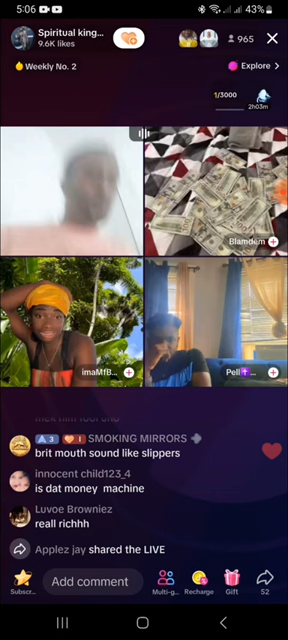 5:06
43%
Spiritual king...
9.6K likes
965
Weekly No. 2
Explore >
1/3000
2h03m
Blamdem
imaMfB...
Pell✝️...
A 3 1 SMOKING MIRRORS
brit mouth sound like slippers
innocent child123_4
is dat money machine
Luvoe Browniez
reall richhh
Applez jay shared the LIVE
Subscr...
Add comment
Multi-g...
Recharge
Gift
52